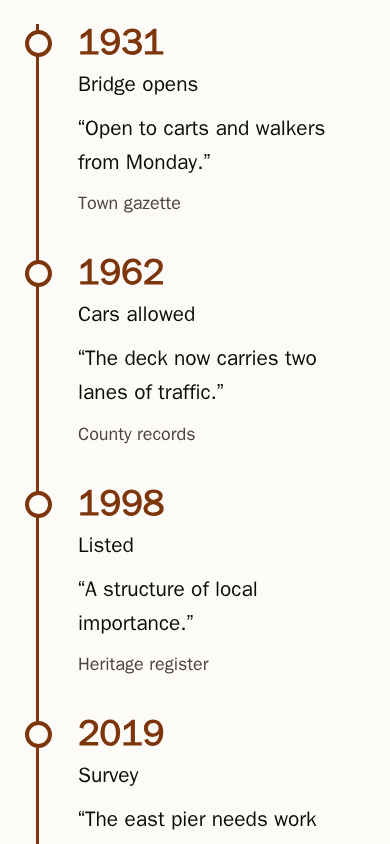 1931
Bridge opens
“Open to carts and walkers
from Monday.”
Town gazette
1962
Cars allowed
“The deck now carries two
lanes of traffic.”
County records
1998
Listed
“A structure of local
importance.”
Heritage register
2019
Survey
“The east pier needs work